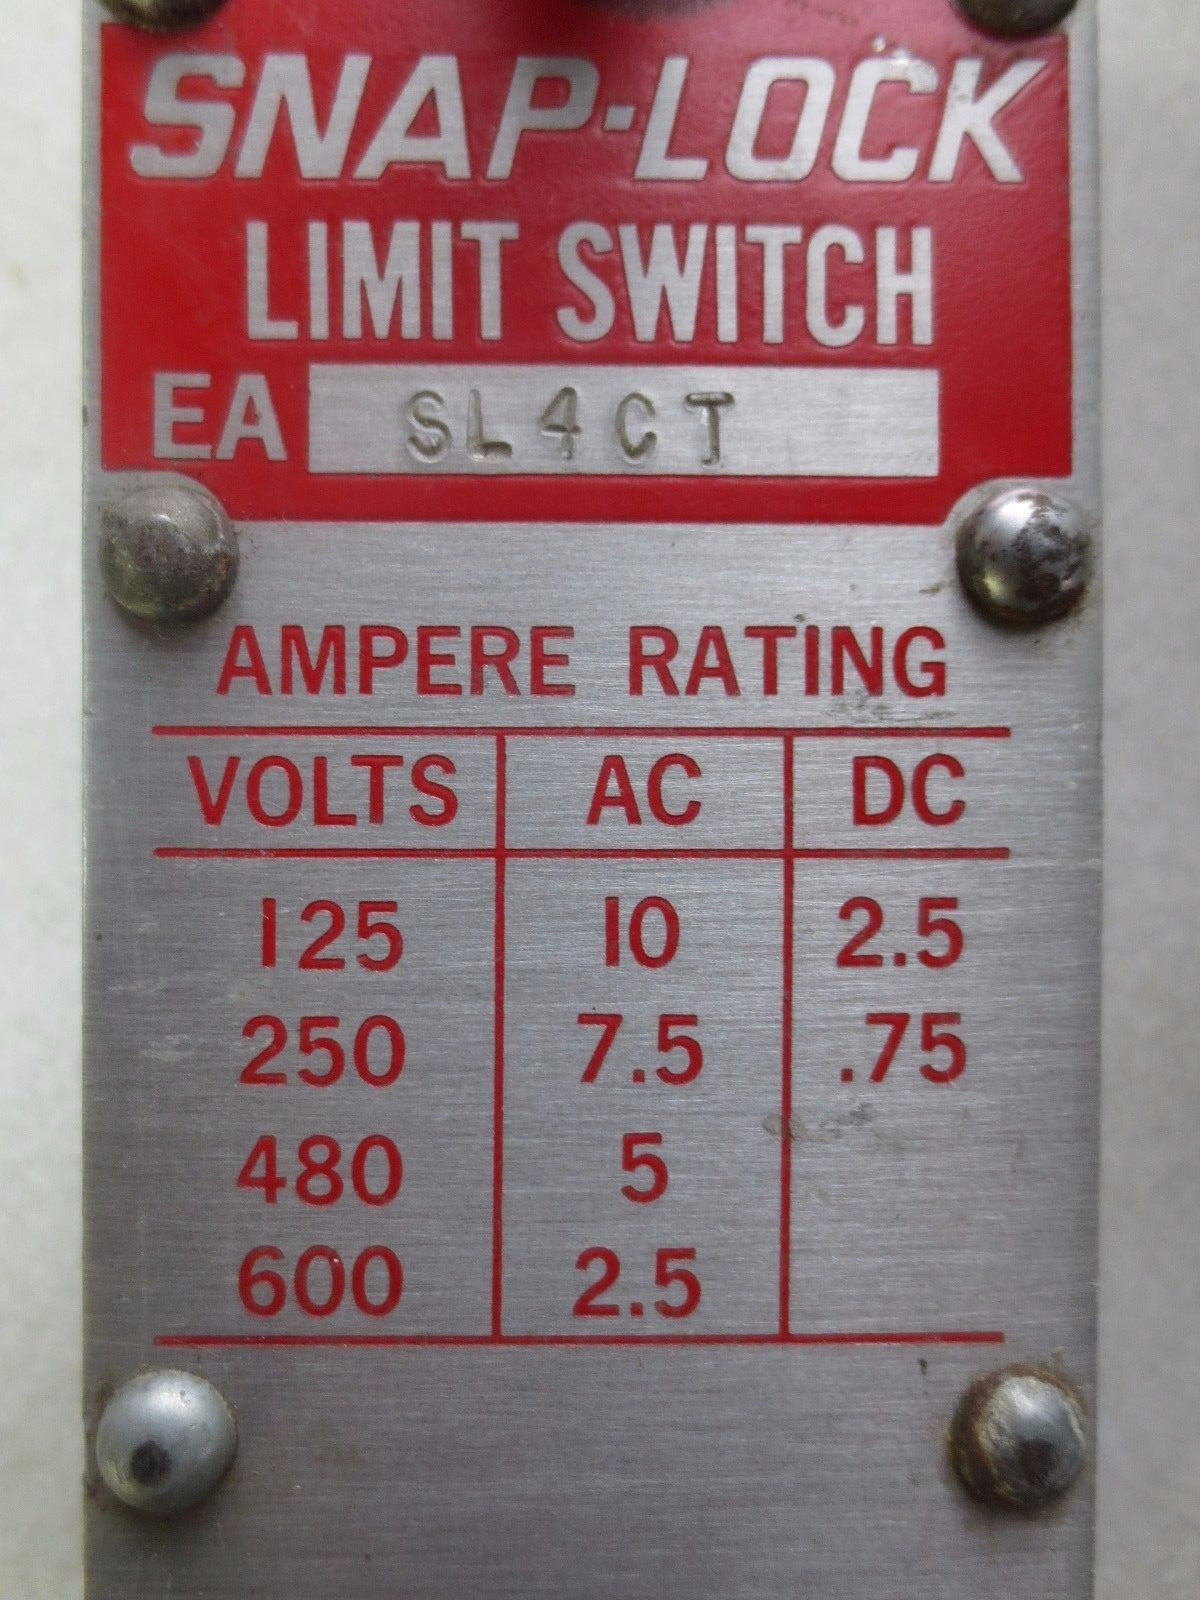 SNAP-LOCK
LIMIT SWITCH
EA SL4CT
AMPERE RATING
VOLTS AC DC
125 10 2.5
250 7.5 .75
480 5
600 2.5